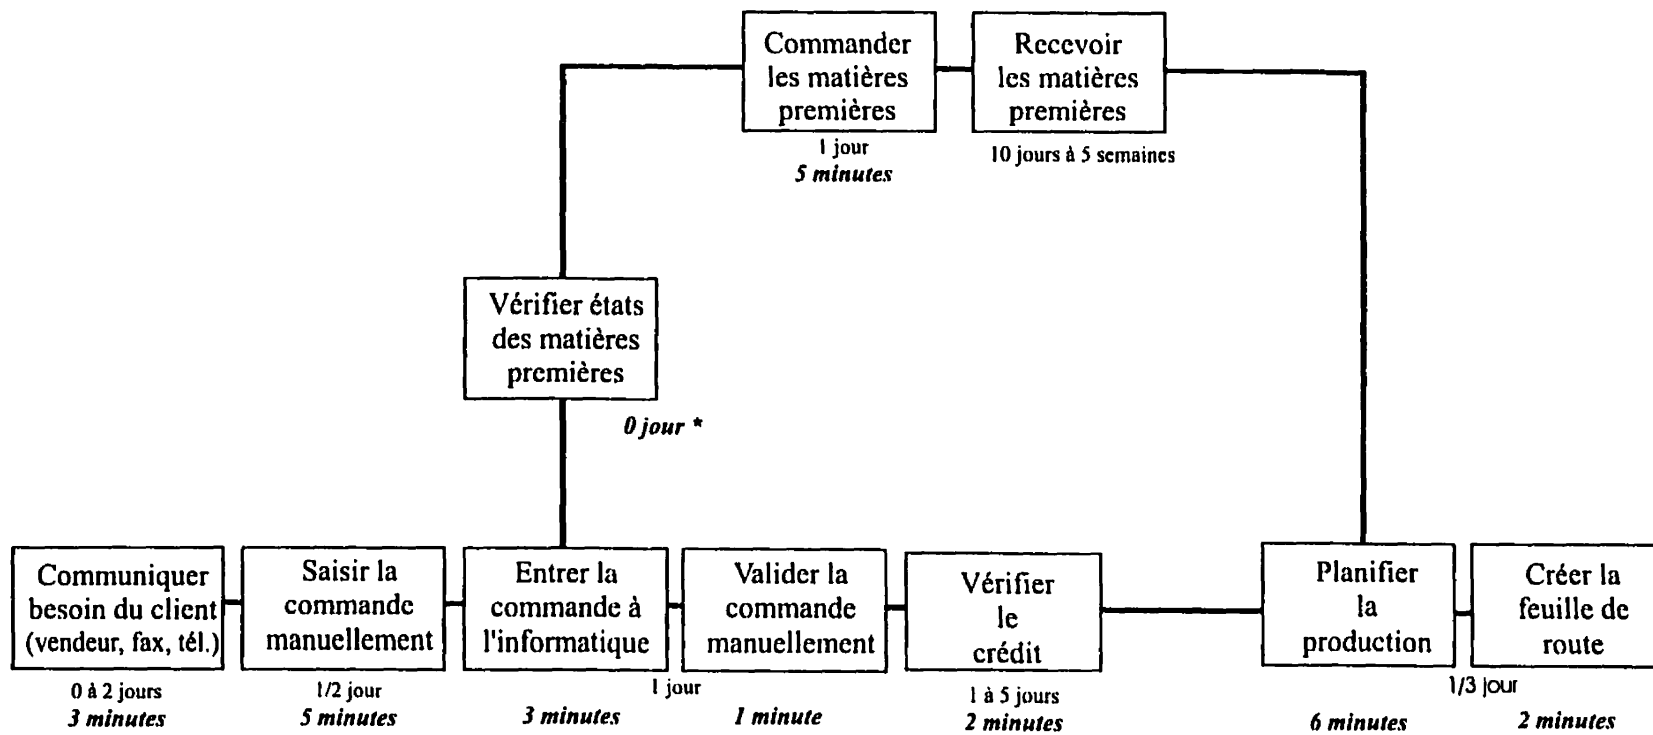 Commander
les matières
premières
1 jour
5 minutes
Recevoir
les matières
premières
10 jours à 5 semaines
Vérifier états
des matières
premières
0 jour *
Communiquer
besoin du client
(vendeur, fax, tél.)
0 à 2 jours
3 minutes
Saisir la
commande
manuellement
1/2 jour
5 minutes
Entrer la
commande à
l'informatique
3 minutes
1 jour
Valider la
commande
manuellement
1 minute
Vérifier
le
crédit
1 à 5 jours
2 minutes
Planifier
la
production
6 minutes
1/3 jour
Créer la
feuille de
route
2 minutes